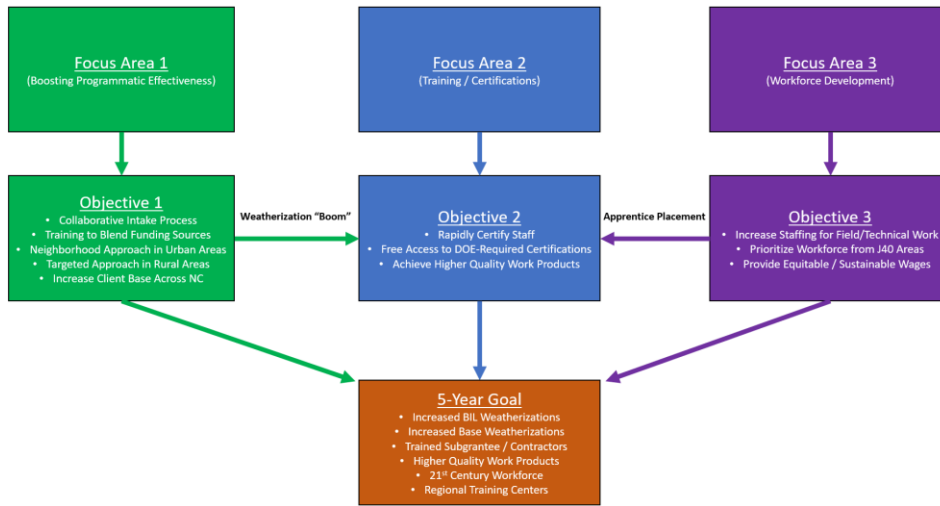 Focus Area 1
(Boosting Programmatic Effectiveness)
Focus Area 2
(Training / Certifications)
Focus Area 3
(Workforce Development)
Objective 1
• Collaborative Intake Process
• Training to Blend Funding Sources
• Neighborhood Approach in Urban Areas
• Targeted Approach in Rural Areas
• Increase Client Base Across NC
Weatherization “Boom”
Objective 2
• Rapidly Certify Staff
• Free Access to DOE-Required Certifications
• Achieve Higher Quality Work Products
Apprentice Placement
Objective 3
• Increase Staffing for Field/Technical Work
• Prioritize Workforce from J40 Areas
• Provide Equitable / Sustainable Wages
5-Year Goal
• Increased BIL Weatherizations
• Increased Base Weatherizations
• Trained Subgrantee / Contractors
• Higher Quality Work Products
• 21st Century Workforce
• Regional Training Centers